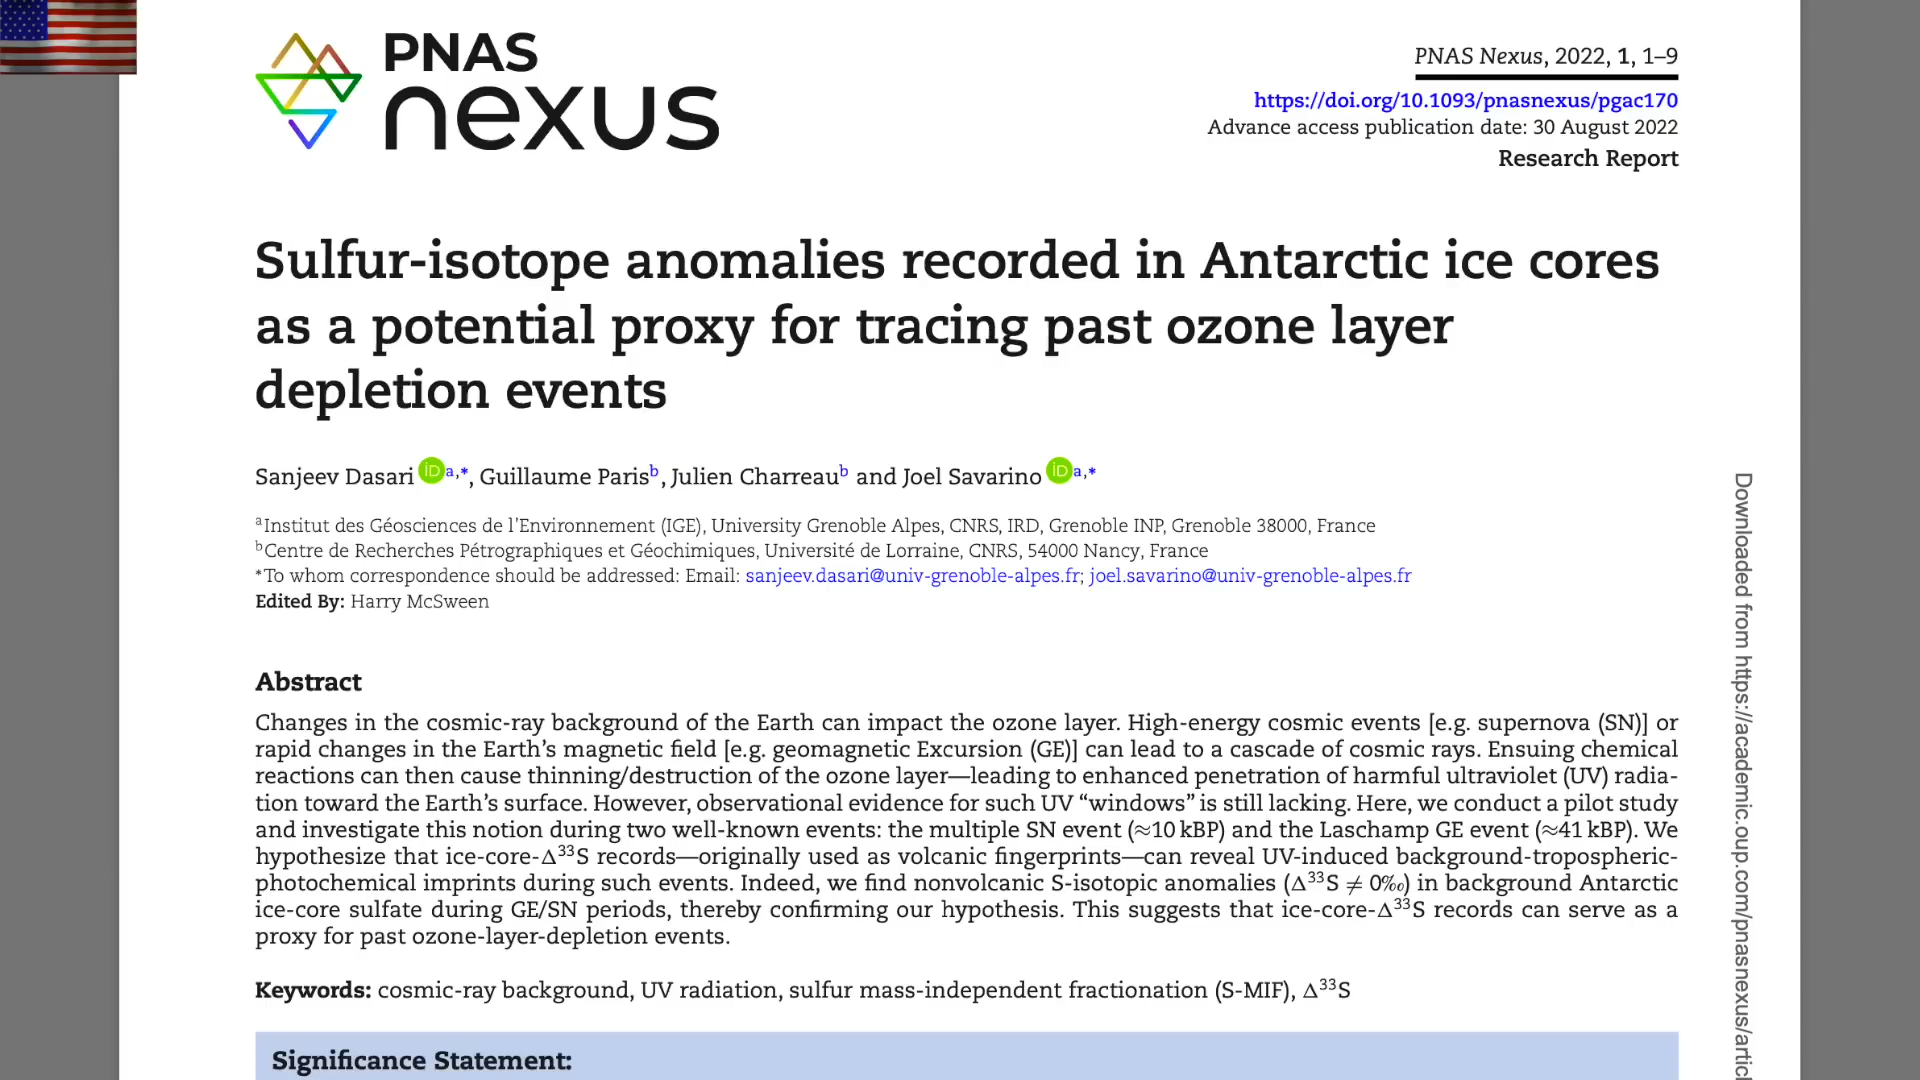 PNAS
nexus
PNAS Nexus, 2022, 1, 1–9
https://doi.org/10.1093/pnasnexus/pgac170
Advance access publication date: 30 August 2022
Research Report
Sulfur-isotope anomalies recorded in Antarctic ice cores
as a potential proxy for tracing past ozone layer
depletion events
Sanjeev Dasari iD a,*, Guillaume Paris b, Julien Charreau b and Joel Savarino iD a,*
a Institut des Géosciences de l'Environnement (IGE), University Grenoble Alpes, CNRS, IRD, Grenoble INP, Grenoble 38000, France
b Centre de Recherches Pétrographiques et Géochimiques, Université de Lorraine, CNRS, 54000 Nancy, France
*To whom correspondence should be addressed: Email: sanjeev.dasari@univ-grenoble-alpes.fr; joel.savarino@univ-grenoble-alpes.fr
Edited By: Harry McSween
Abstract
Changes in the cosmic-ray background of the Earth can impact the ozone layer. High-energy cosmic events [e.g. supernova (SN)] or
rapid changes in the Earth's magnetic field [e.g. geomagnetic Excursion (GE)] can lead to a cascade of cosmic rays. Ensuing chemical
reactions can then cause thinning/destruction of the ozone layer—leading to enhanced penetration of harmful ultraviolet (UV) radia-
tion toward the Earth's surface. However, observational evidence for such UV “windows” is still lacking. Here, we conduct a pilot study
and investigate this notion during two well-known events: the multiple SN event (≈10 kBP) and the Laschamp GE event (≈41 kBP). We
hypothesize that ice-core-Δ³³S records—originally used as volcanic fingerprints—can reveal UV-induced background-tropospheric-
photochemical imprints during such events. Indeed, we find nonvolcanic S-isotopic anomalies (Δ³³S ≠ 0‰) in background Antarctic
ice-core sulfate during GE/SN periods, thereby confirming our hypothesis. This suggests that ice-core-Δ³³S records can serve as a
proxy for past ozone-layer-depletion events.
Keywords: cosmic-ray background, UV radiation, sulfur mass-independent fractionation (S-MIF), Δ³³S
Significance Statement:
Downloaded from https://academic.oup.com/pnasnexus/articl